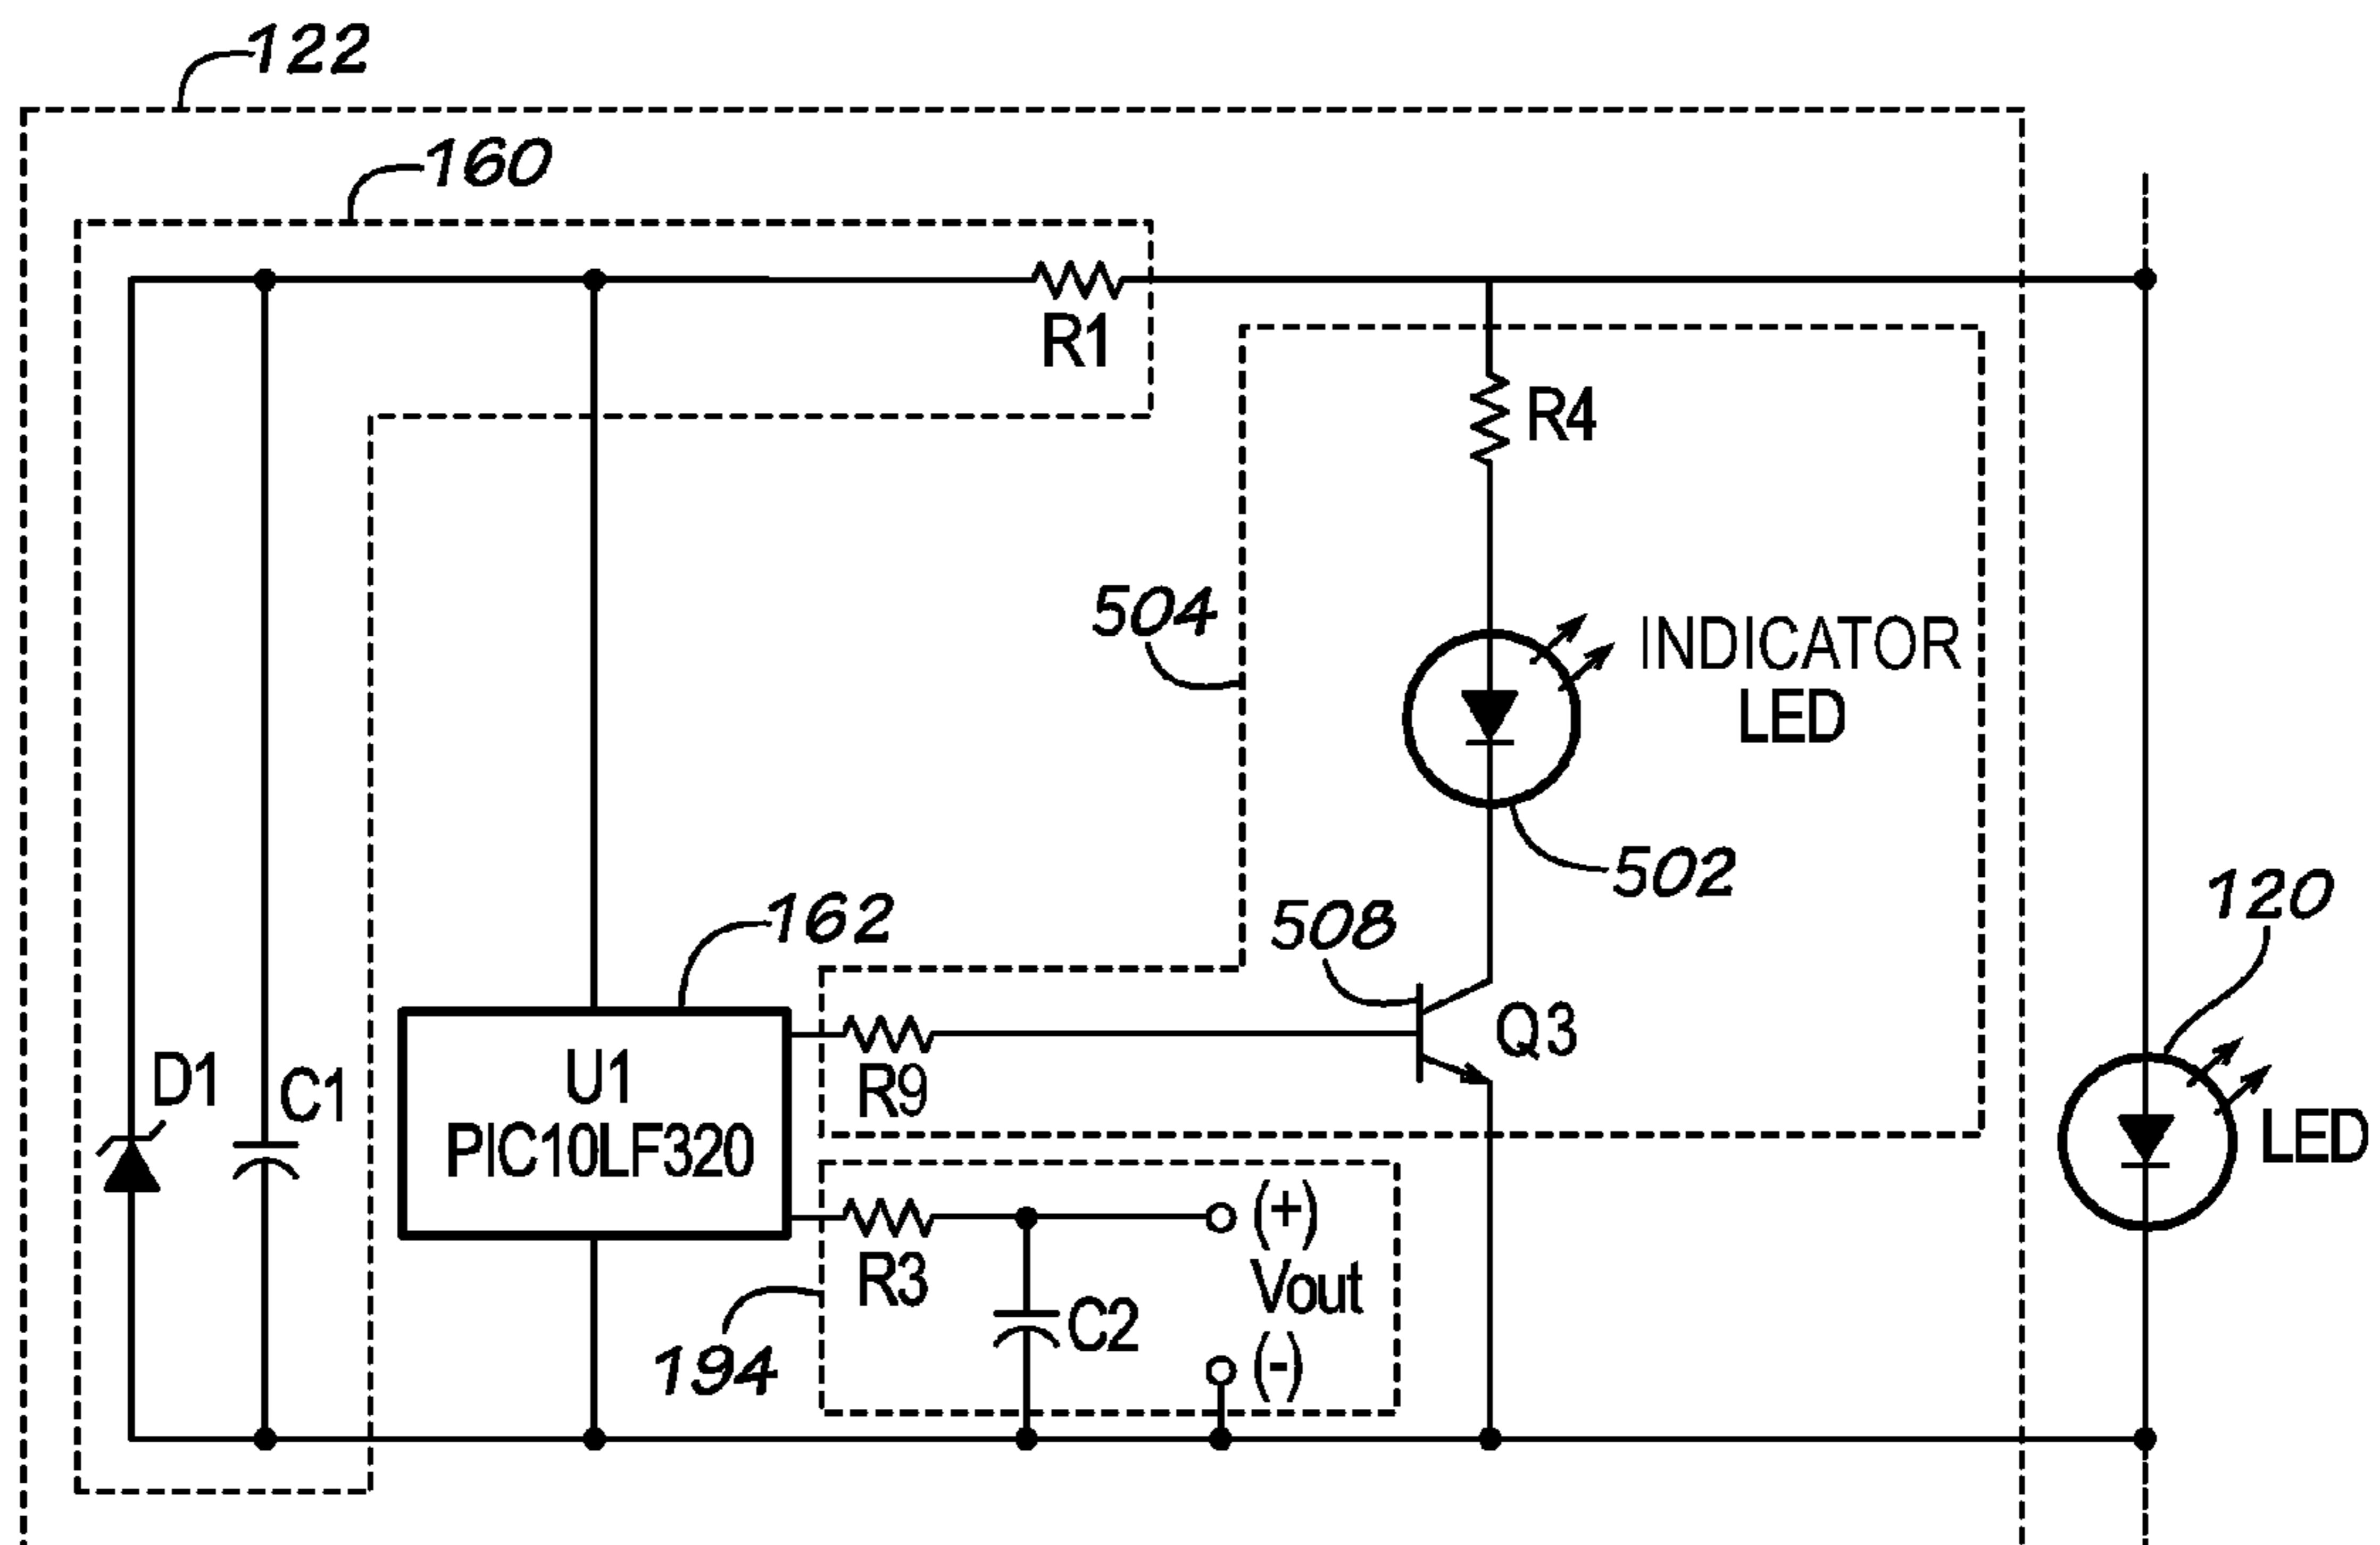 122
160
R1
R4
504
INDICATOR
LED
502
120
162
508
Q3
D1
C1
U1
PIC10LF320
R9
LED
(+)
R3
Vout
C2
194
(-)